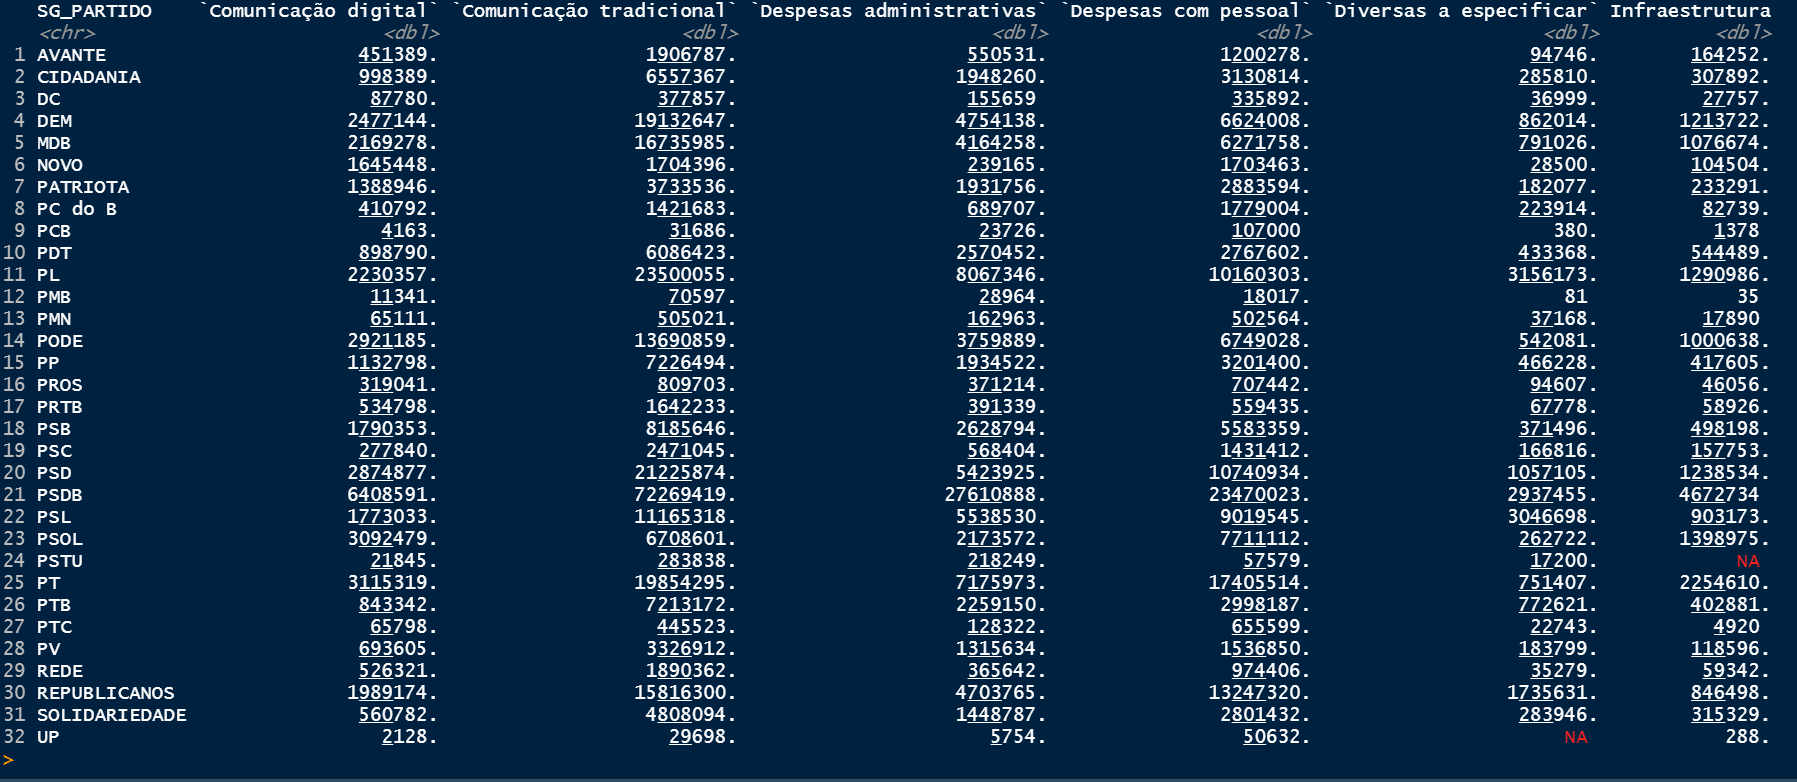 SG_PARTIDO `Comunicação digital` `Comunicação tradicional` `Despesas administrativas` `Despesas com pessoal` `Diversas a especificar` Infraestrutura
<chr> <dbl> <dbl> <dbl> <dbl> <dbl> <dbl>
1 AVANTE 451389. 1906787. 550531. 1200278. 94746. 164252.
2 CIDADANIA 998389. 6557367. 1948260. 3130814. 285810. 307892.
3 DC 87780. 377857. 155659 335892. 36999. 27757.
4 DEM 2477144. 19132647. 4754138. 6624008. 862014. 1213722.
5 MDB 2169278. 16735985. 4164258. 6271758. 791026. 1076674.
6 NOVO 1645448. 1704396. 239165. 1703463. 28500. 104504.
7 PATRIOTA 1388946. 3733536. 1931756. 2883594. 182077. 233291.
8 PC do B 410792. 1421683. 689707. 1779004. 223914. 82739.
9 PCB 4163. 31686. 23726. 107000 380. 1378
10 PDT 898790. 6086423. 2570452. 2767602. 433368. 544489.
11 PL 2230357. 23500055. 8067346. 10160303. 3156173. 1290986.
12 PMB 11341. 70597. 28964. 18017. 81 35
13 PMN 65111. 505021. 162963. 502564. 37168. 17890
14 PODE 2921185. 13690859. 3759889. 6749028. 542081. 1000638.
15 PP 1132798. 7226494. 1934522. 3201400. 466228. 417605.
16 PROS 319041. 809703. 371214. 707442. 94607. 46056.
17 PRTB 534798. 1642233. 391339. 559435. 67778. 58926.
18 PSB 1790353. 8185646. 2628794. 5583359. 371496. 498198.
19 PSC 277840. 2471045. 568404. 1431412. 166816. 157753.
20 PSD 2874877. 21225874. 5423925. 10740934. 1057105. 1238534.
21 PSDB 6408591. 72269419. 27610888. 23470023. 2937455. 4672734
22 PSL 1773033. 11165318. 5538530. 9019545. 3046698. 903173.
23 PSOL 3092479. 6708601. 2173572. 7711112. 262722. 1398975.
24 PSTU 21845. 283838. 218249. 57579. 17200. NA
25 PT 3115319. 19854295. 7175973. 17405514. 751407. 2254610.
26 PTB 843342. 7213172. 2259150. 2998187. 772621. 402881.
27 PTC 65798. 445523. 128322. 655599. 22743. 4920
28 PV 693605. 3326912. 1315634. 1536850. 183799. 118596.
29 REDE 526321. 1890362. 365642. 974406. 35279. 59342.
30 REPUBLICANOS 1989174. 15816300. 4703765. 13247320. 1735631. 846498.
31 SOLIDARIEDADE 560782. 4808094. 1448787. 2801432. 283946. 315329.
32 UP 2128. 29698. 5754. 50632. NA 288.
>